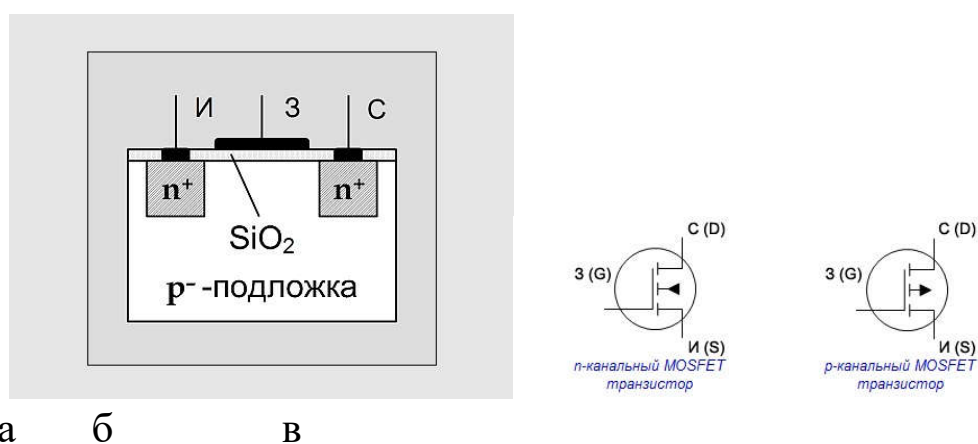 И З С
n+ n+
SiO₂
p- -подложка
С (D)
З (G)
И (S)
n-канальный MOSFET
транзистор
С (D)
З (G)
И (S)
p-канальный MOSFET
транзистор
а б в